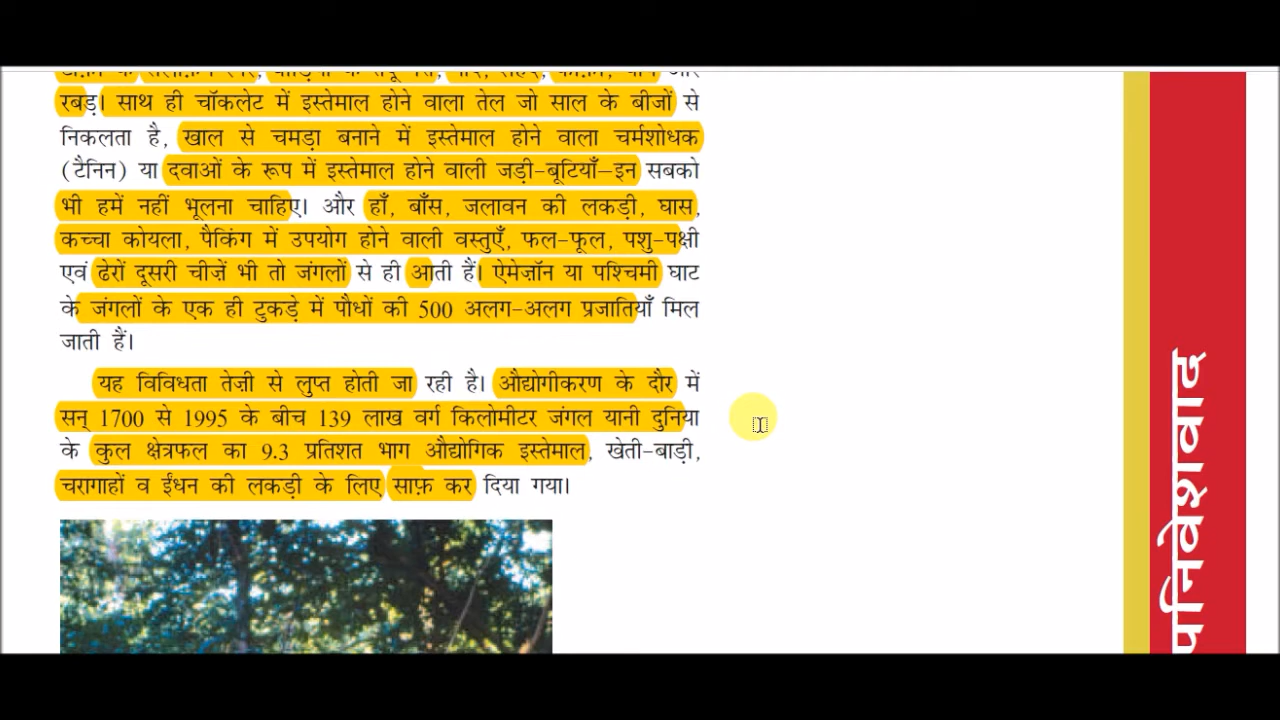 रबड़। साथ ही चॉकलेट में इस्तेमाल होने वाला तेल जो साल के बीजों से
निकलता है, खाल से चमड़ा बनाने में इस्तेमाल होने वाला चर्मशोधक
(टैनिन) या दवाओं के रूप में इस्तेमाल होने वाली जड़ी-बूटियाँ—इन सबको
भी हमें नहीं भूलना चाहिए। और हाँ, बाँस, जलावन की लकड़ी, घास,
कच्चा कोयला, पैकिंग में उपयोग होने वाली वस्तुएँ, फल-फूल, पशु-पक्षी
एवं ढेरों दूसरी चीज़ें भी तो जंगलों से ही आती हैं। ऐमेज़ॉन या पश्चिमी घाट
के जंगलों के एक ही टुकड़े में पौधों की 500 अलग-अलग प्रजातियाँ मिल
जाती हैं।
यह विविधता तेज़ी से लुप्त होती जा रही है। औद्योगीकरण के दौर में
सन् 1700 से 1995 के बीच 139 लाख वर्ग किलोमीटर जंगल यानी दुनिया
के कुल क्षेत्रफल का 9.3 प्रतिशत भाग औद्योगिक इस्तेमाल, खेती-बाड़ी,
चरागाहों व ईंधन की लकड़ी के लिए साफ़ कर दिया गया।
पनिवेशवाद